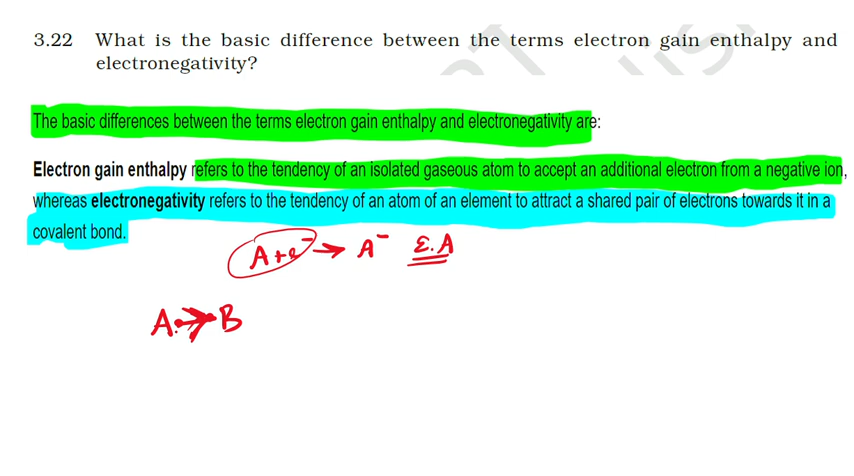 3.22 What is the basic difference between the terms electron gain enthalpy and
electronegativity?
The basic differences between the terms electron gain enthalpy and electronegativity are:
Electron gain enthalpy refers to the tendency of an isolated gaseous atom to accept an additional electron from a negative ion,
whereas electronegativity refers to the tendency of an atom of an element to attract a shared pair of electrons towards it in a
covalent bond.
A + e⁻ → A⁻ E.A
A : → B